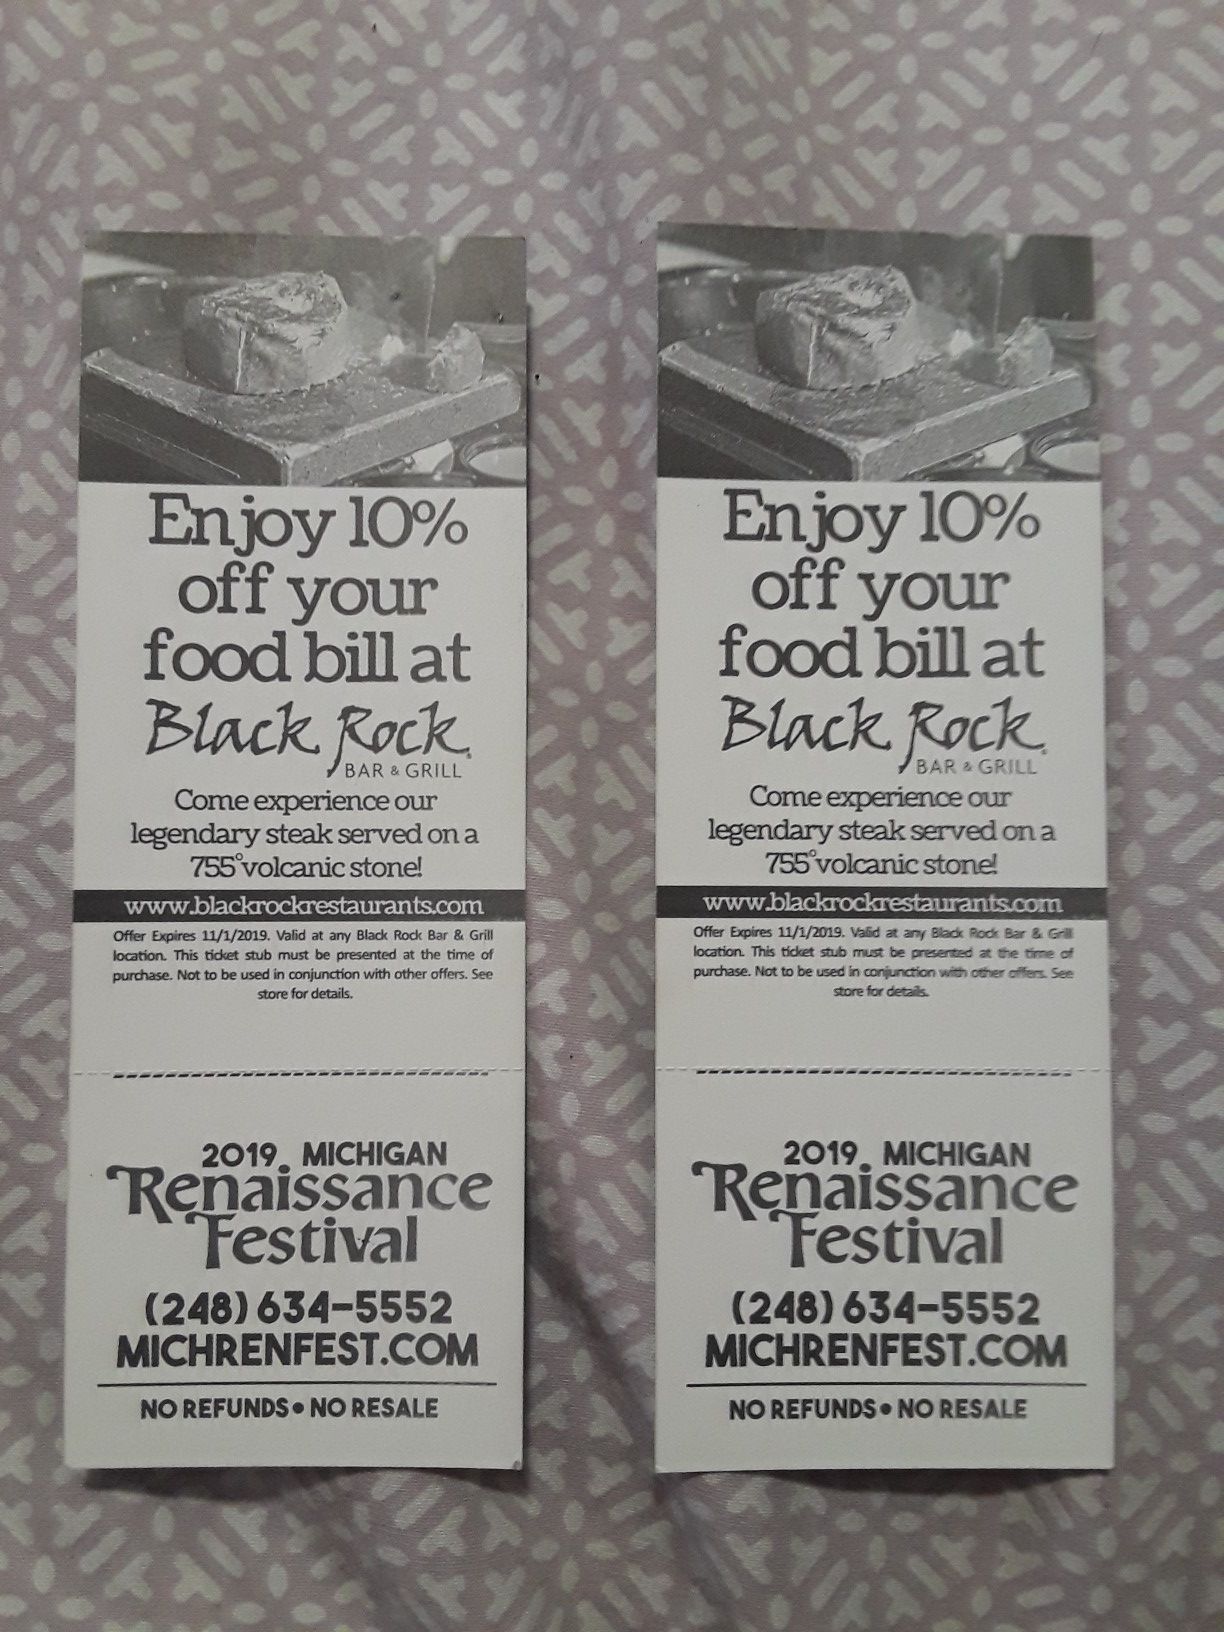 Enjoy 10%
off your
food bill at
Black Rock
BAR & GRILL
Come experience our
legendary steak served on a
755° volcanic stone!
www.blackrockrestaurants.com
Offer Expires 11/1/2019. Valid at any Black Rock Bar & Grill
location. This ticket stub must be presented at the time of
purchase. Not to be used in conjunction with other offers. See
store for details.
2019 MICHIGAN
Renaissance
Festival
(248) 634-5552
MICHRENFEST.COM
NO REFUNDS • NO RESALE
Enjoy 10%
off your
food bill at
Black Rock
BAR & GRILL
Come experience our
legendary steak served on a
755° volcanic stone!
www.blackrockrestaurants.com
Offer Expires 11/1/2019. Valid at any Black Rock Bar & Grill
location. This ticket stub must be presented at the time of
purchase. Not to be used in conjunction with other offers. See
store for details.
2019 MICHIGAN
Renaissance
Festival
(248) 634-5552
MICHRENFEST.COM
NO REFUNDS • NO RESALE